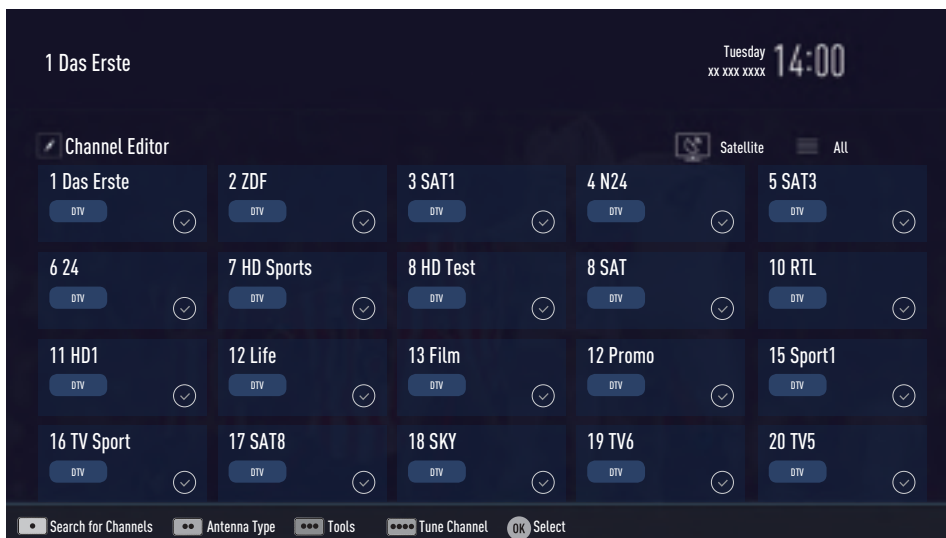 1 Das Erste
Tuesday
xx xxx xxxx
14:00
Channel Editor
Satellite
All
1 Das Erste
2 ZDF
3 SAT1
4 N24
5 SAT3
DTV
DTV
DTV
DTV
DTV
6 24
7 HD Sports
8 HD Test
8 SAT
10 RTL
DTV
DTV
DTV
DTV
DTV
11 HD1
12 Life
13 Film
12 Promo
15 Sport1
DTV
DTV
DTV
DTV
DTV
16 TV Sport
17 SAT8
18 SKY
19 TV6
20 TV5
DTV
DTV
DTV
DTV
DTV
Search for Channels
Antenna Type
Tools
Tune Channel
OK Select